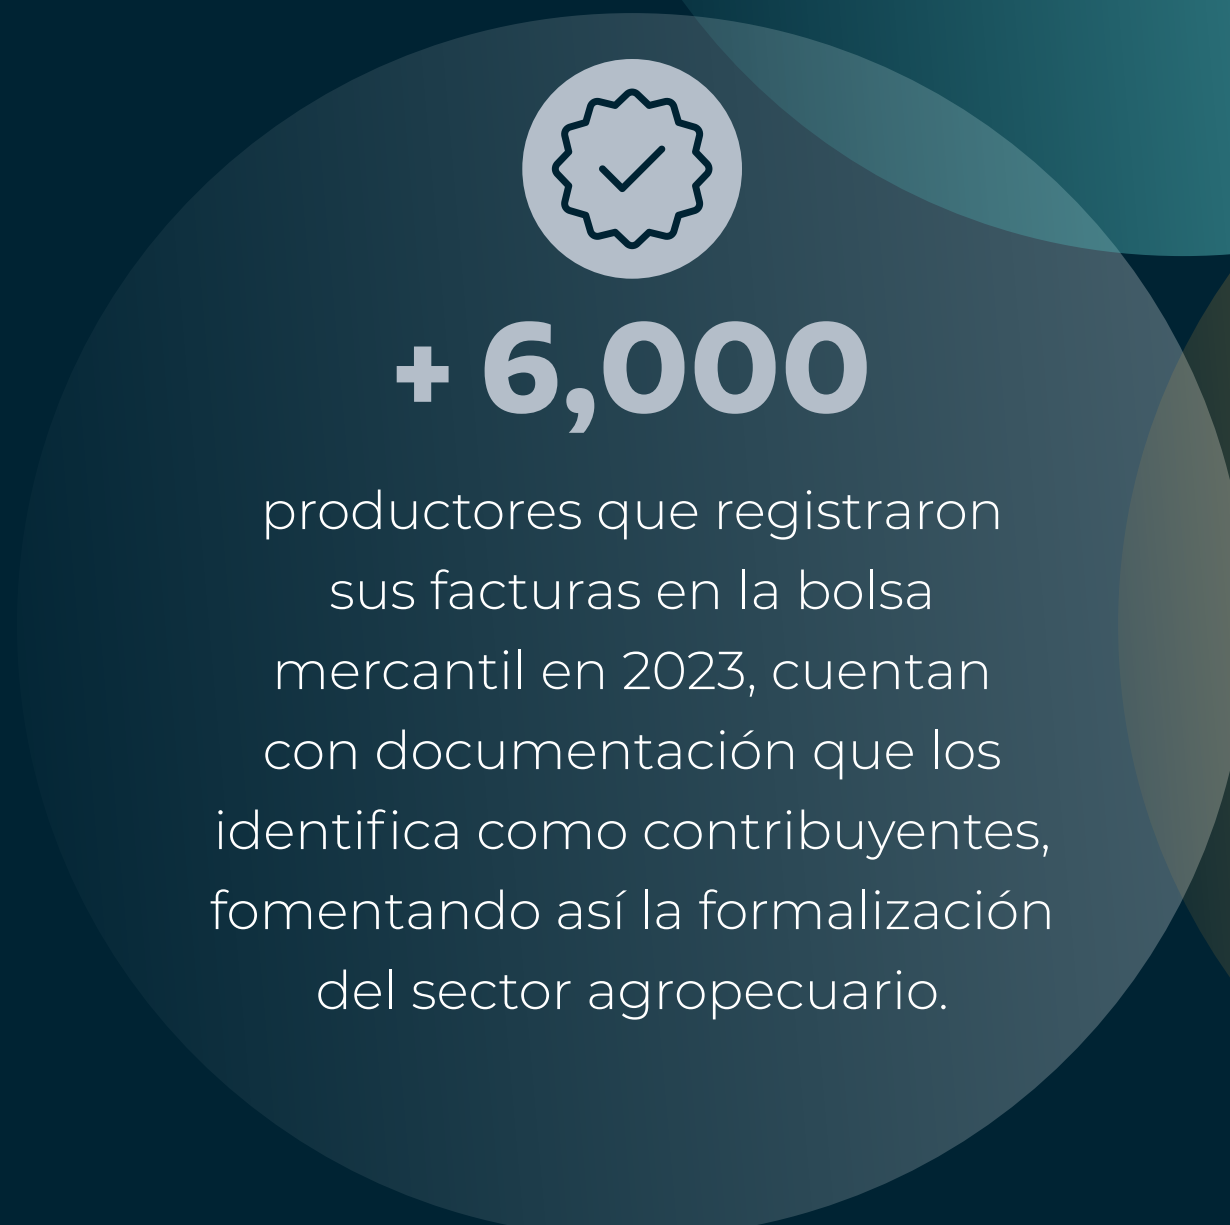 + 6,000
productores que registraron
sus facturas en la bolsa
mercantil en 2023, cuentan
con documentación que los
identifica como contribuyentes,
fomentando así la formalización
del sector agropecuario.